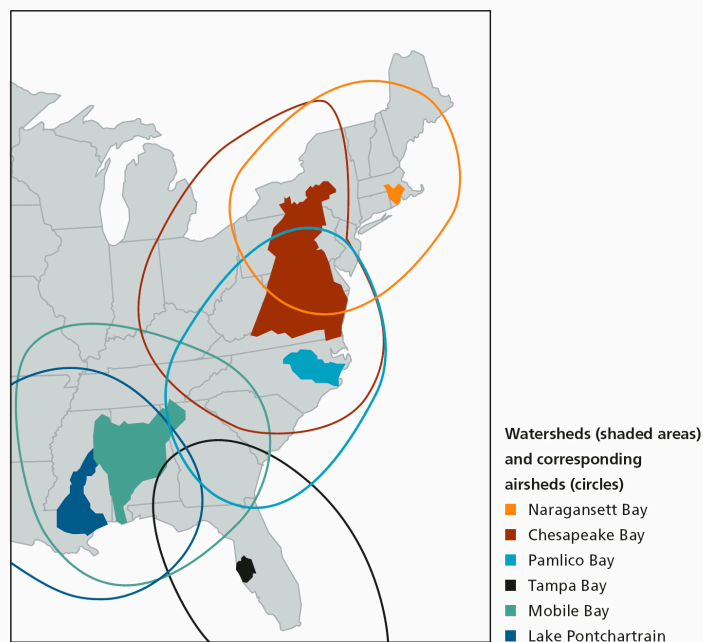 Watersheds (shaded areas)
and corresponding
airsheds (circles)
Naragansett Bay
Chesapeake Bay
Pamlico Bay
Tampa Bay
Mobile Bay
Lake Pontchartrain